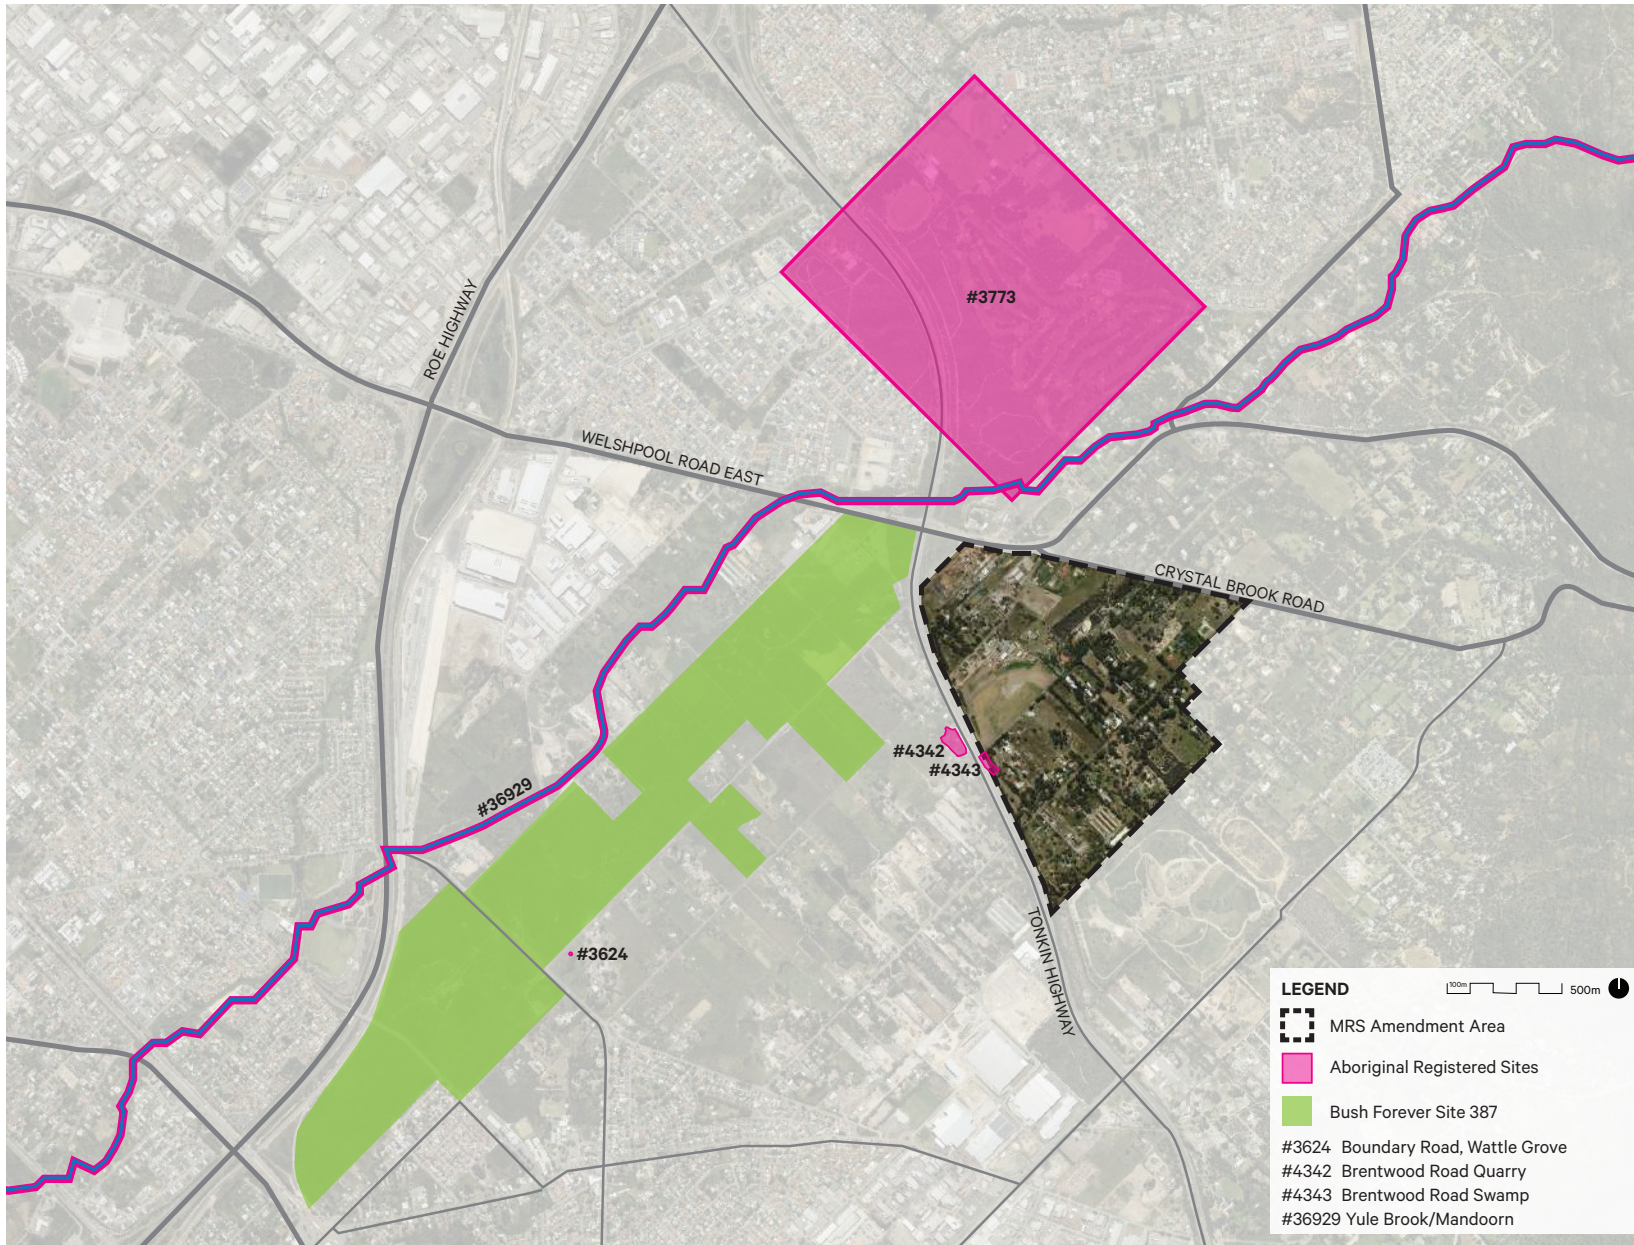 #3773
ROE HIGHWAY
WELSHPOOL ROAD EAST
CRYSTAL BROOK ROAD
#4342
#4343
#36929
#3624
TONKIN HIGHWAY
LEGEND
100m
500m
MRS Amendment Area
Aboriginal Registered Sites
Bush Forever Site 387
#3624 Boundary Road, Wattle Grove
#4342 Brentwood Road Quarry
#4343 Brentwood Road Swamp
#36929 Yule Brook/Mandoorn